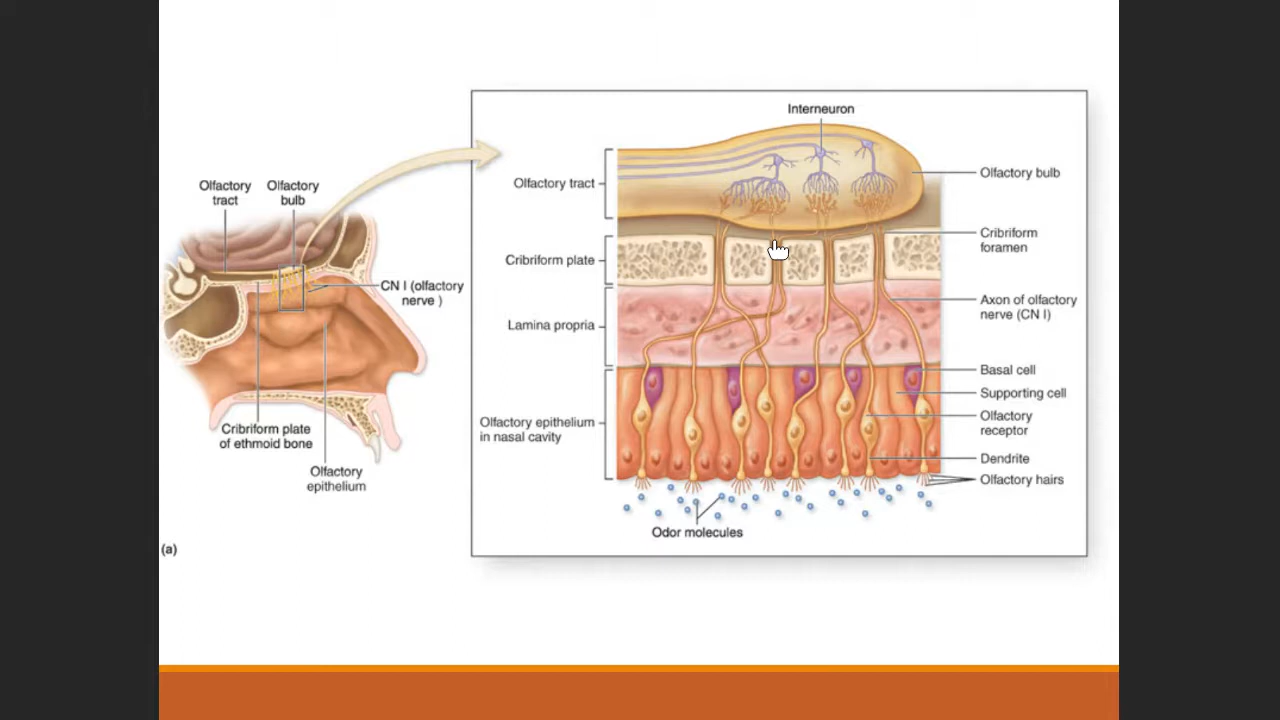 Olfactory
tract
Olfactory
bulb
CN I (olfactory
nerve )
Cribriform plate
of ethmoid bone
Olfactory
epithelium
(a)
Interneuron
Olfactory tract
Cribriform plate
Lamina propria
Olfactory epithelium
in nasal cavity
Olfactory bulb
Cribriform
foramen
Axon of olfactory
nerve (CN I)
Basal cell
Supporting cell
Olfactory
receptor
Dendrite
Olfactory hairs
Odor molecules